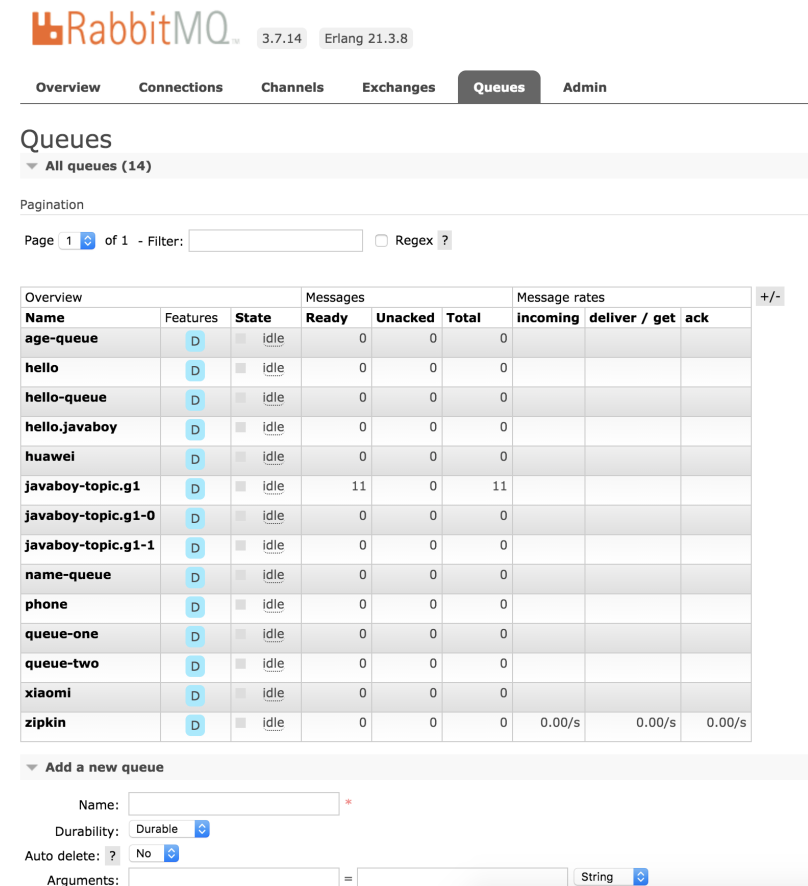 RabbitMQ™ 3.7.14 Erlang 21.3.8
Overview Connections Channels Exchanges Queues Admin
Queues
All queues (14)
Pagination
Page 1 of 1 - Filter: Regex ?
Overview Messages Message rates +/-
Name Features State Ready Unacked Total incoming deliver / get ack
age-queue D idle 0 0 0
hello D idle 0 0 0
hello-queue D idle 0 0 0
hello.javaboy D idle 0 0 0
huawei D idle 0 0 0
javaboy-topic.g1 D idle 11 0 11
javaboy-topic.g1-0 D idle 0 0 0
javaboy-topic.g1-1 D idle 0 0 0
name-queue D idle 0 0 0
phone D idle 0 0 0
queue-one D idle 0 0 0
queue-two D idle 0 0 0
xiaomi D idle 0 0 0
zipkin D idle 0 0 0 0.00/s 0.00/s 0.00/s
Add a new queue
Name: *
Durability: Durable
Auto delete: ? No
Arguments: = String